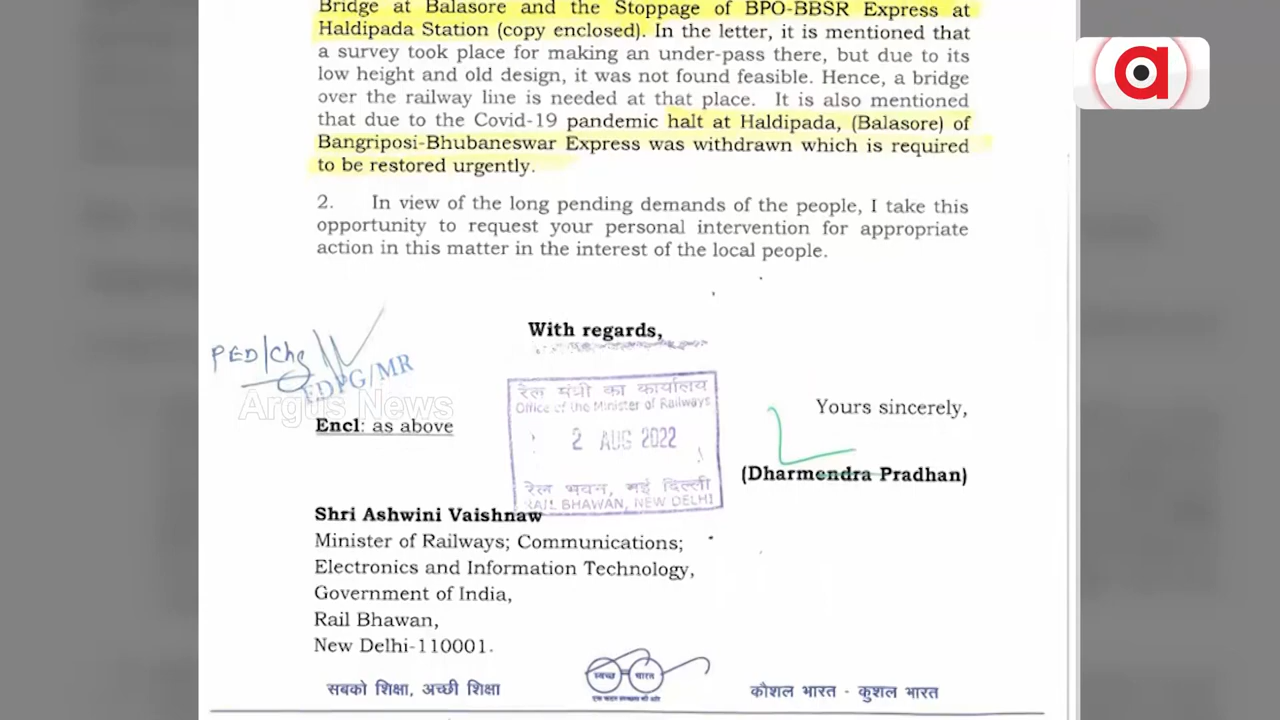 Bridge at Balasore and the Stoppage of BPO-BBSR Express at
Haldipada Station (copy enclosed). In the letter, it is mentioned that
a survey took place for making an under-pass there, but due to its
low height and old design, it was not found feasible. Hence, a bridge
over the railway line is needed at that place. It is also mentioned
that due to the Covid-19 pandemic halt at Haldipada, (Balasore) of
Bangriposi-Bhubaneswar Express was withdrawn which is required
to be restored urgently.
2. In view of the long pending demands of the people, I take this
opportunity to request your personal intervention for appropriate
action in this matter in the interest of the local people.
With regards,
PED/Chg
EDPG/MR
Argus News
Encl: as above
रेल मंत्री का कार्यालय
Office of the Minister of Railways
2 AUG 2022
रेल भवन, नई दिल्ली
RAIL BHAWAN, NEW DELHI
Yours sincerely,
(Dharmendra Pradhan)
Shri Ashwini Vaishnaw
Minister of Railways; Communications;
Electronics and Information Technology,
Government of India,
Rail Bhawan,
New Delhi-110001.
सबको शिक्षा, अच्छी शिक्षा
स्वच्छ भारत
एक कदम स्वच्छता की ओर
कौशल भारत - कुशल भारत
a